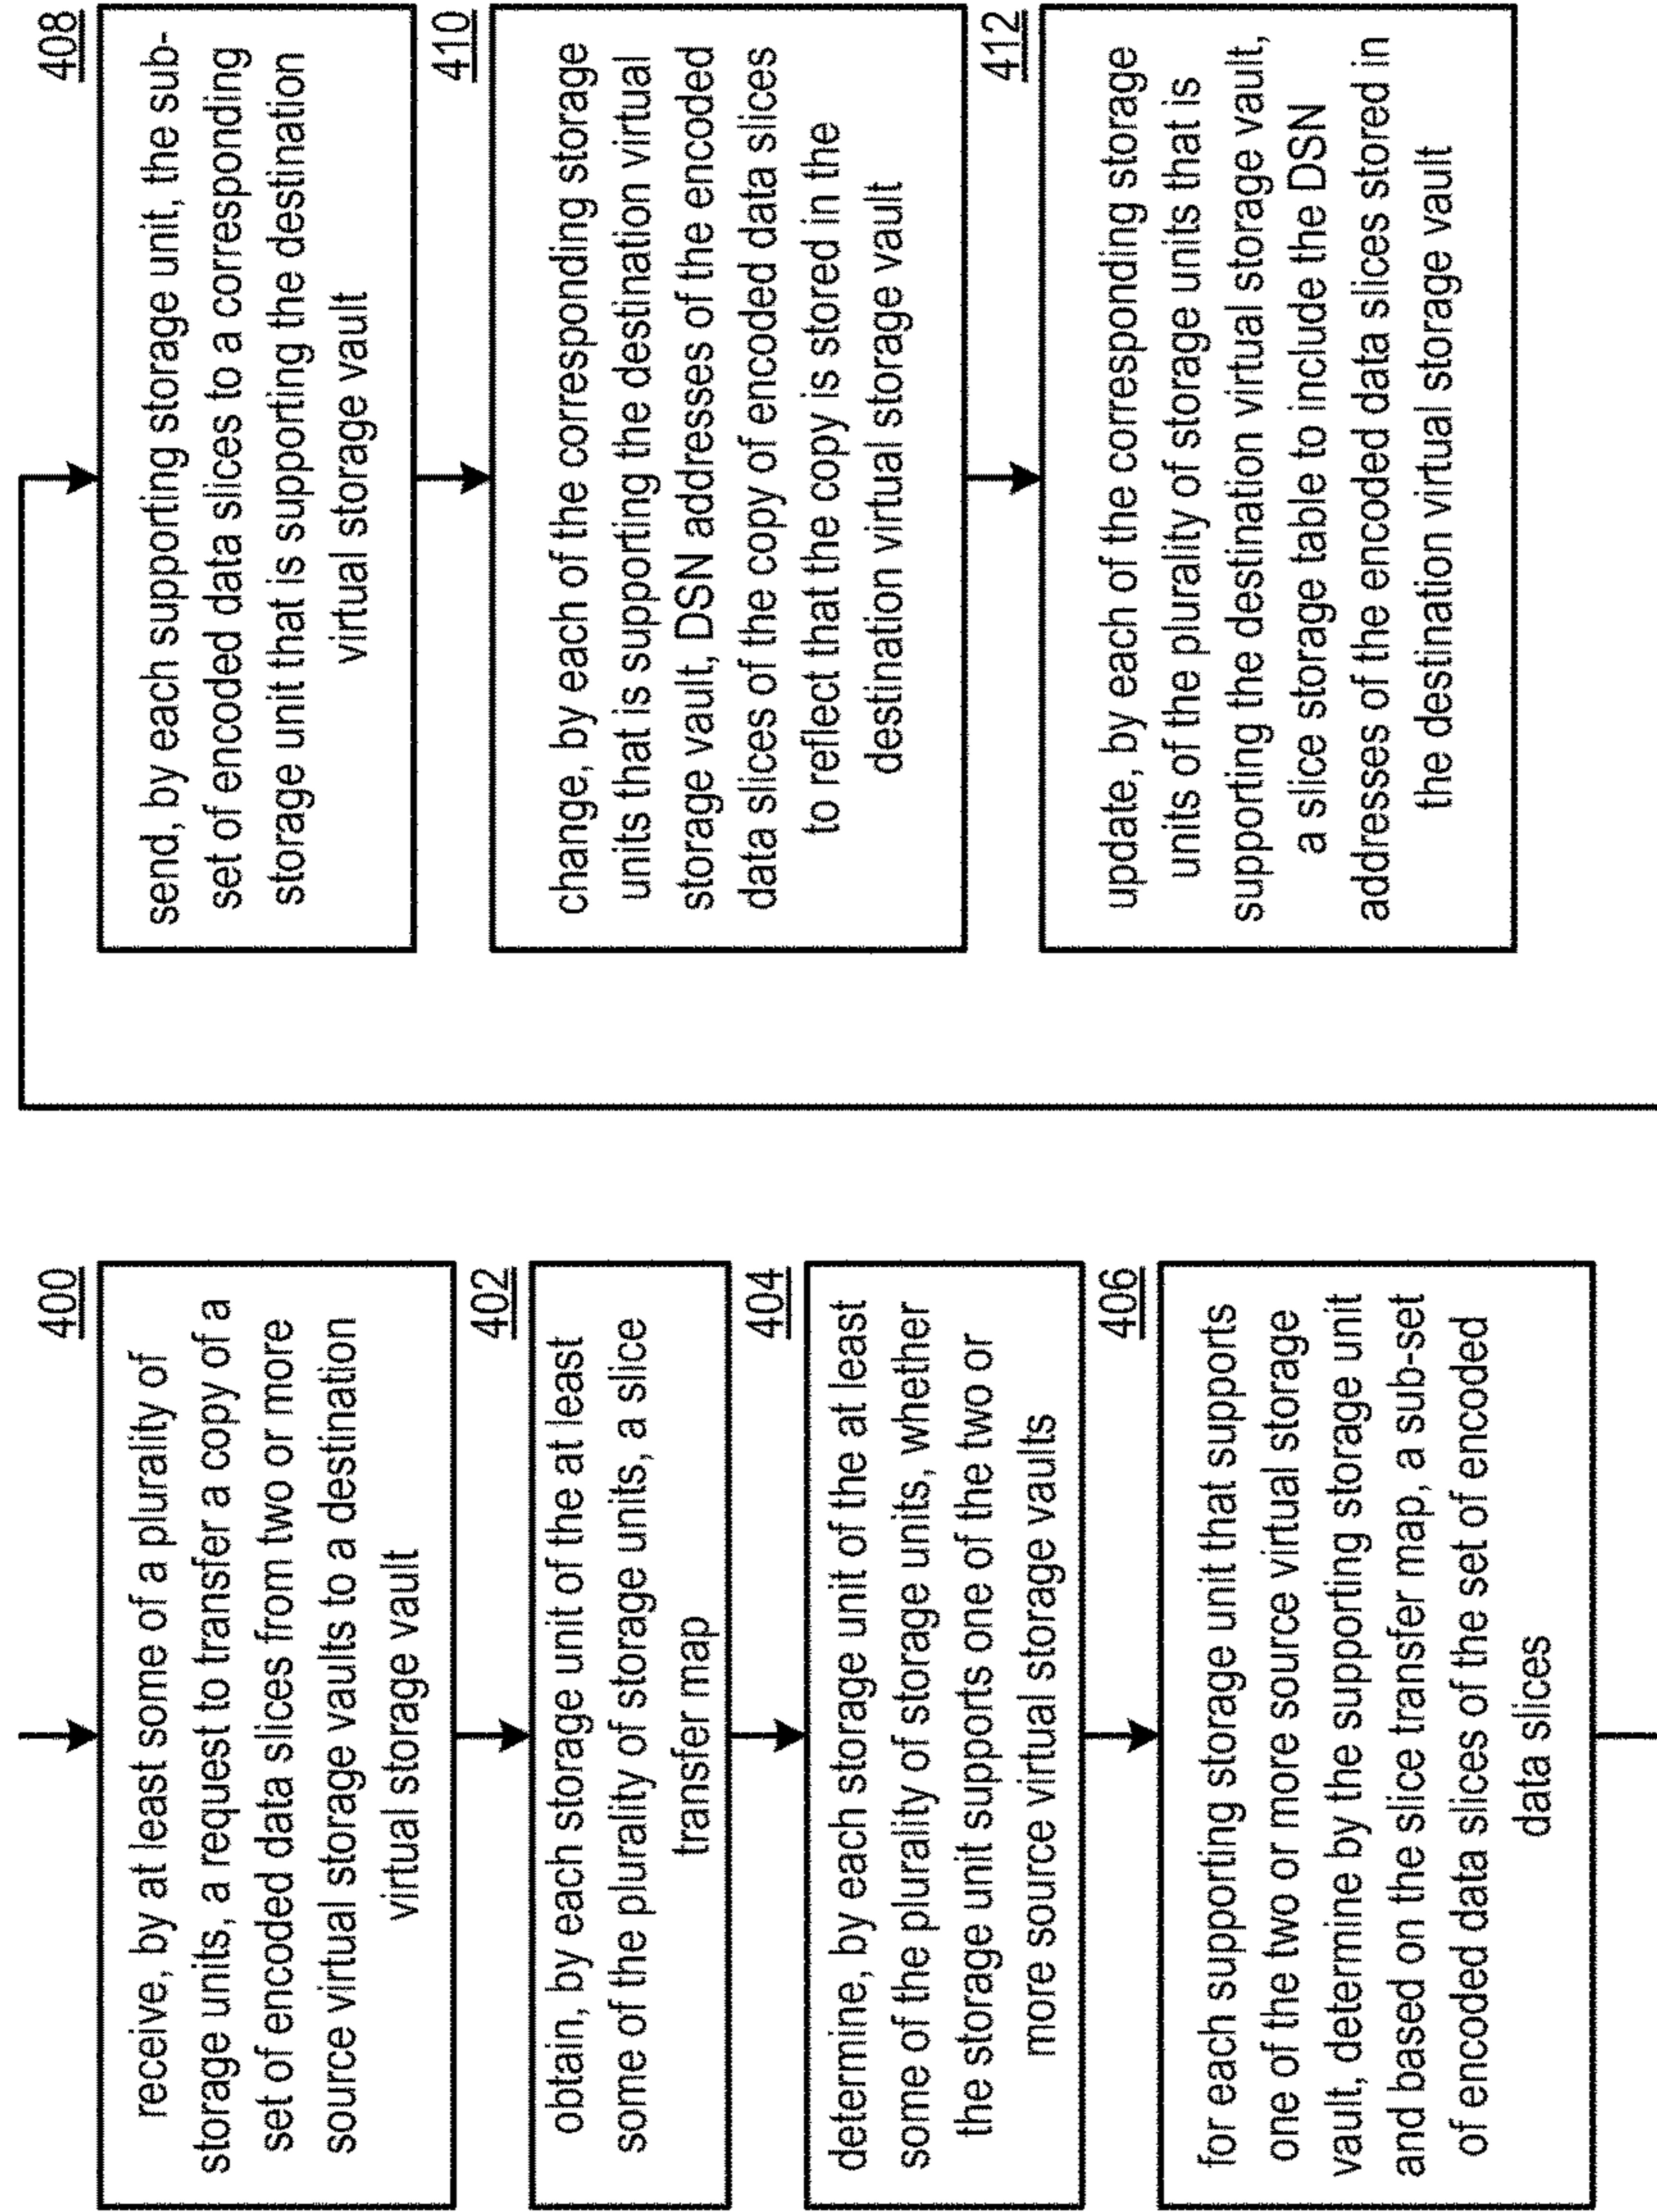 400
receive, by at least some of a plurality of
storage units, a request to transfer a copy of a
set of encoded data slices from two or more
source virtual storage vaults to a destination
virtual storage vault
402
obtain, by each storage unit of the at least
some of the plurality of storage units, a slice
transfer map
404
determine, by each storage unit of the at least
some of the plurality of storage units, whether
the storage unit supports one of the two or
more source virtual storage vaults
406
for each supporting storage unit that supports
one of the two or more source virtual storage
vault, determine by the supporting storage unit
and based on the slice transfer map, a sub-set
of encoded data slices of the set of encoded
data slices
408
send, by each supporting storage unit, the sub-
set of encoded data slices to a corresponding
storage unit that is supporting the destination
virtual storage vault
410
change, by each of the corresponding storage
units that is supporting the destination virtual
storage vault, DSN addresses of the encoded
data slices of the copy of encoded data slices
to reflect that the copy is stored in the
destination virtual storage vault
412
update, by each of the corresponding storage
units of the plurality of storage units that is
supporting the destination virtual storage vault,
a slice storage table to include the DSN
addresses of the encoded data slices stored in
the destination virtual storage vault